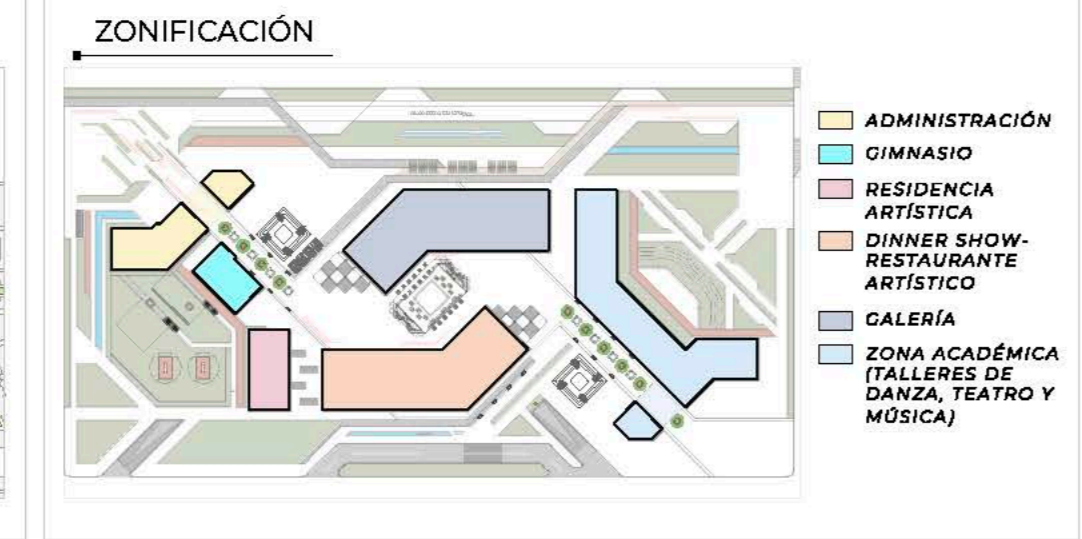 ZONIFICACIÓN
ADMINISTRACIÓN
GIMNASIO
RESIDENCIA
ARTÍSTICA
DINNER SHOW-
RESTAURANTE
ARTÍSTICO
GALERÍA
ZONA ACADÉMICA
(TALLERES DE
DANZA, TEATRO Y
MÚSICA)